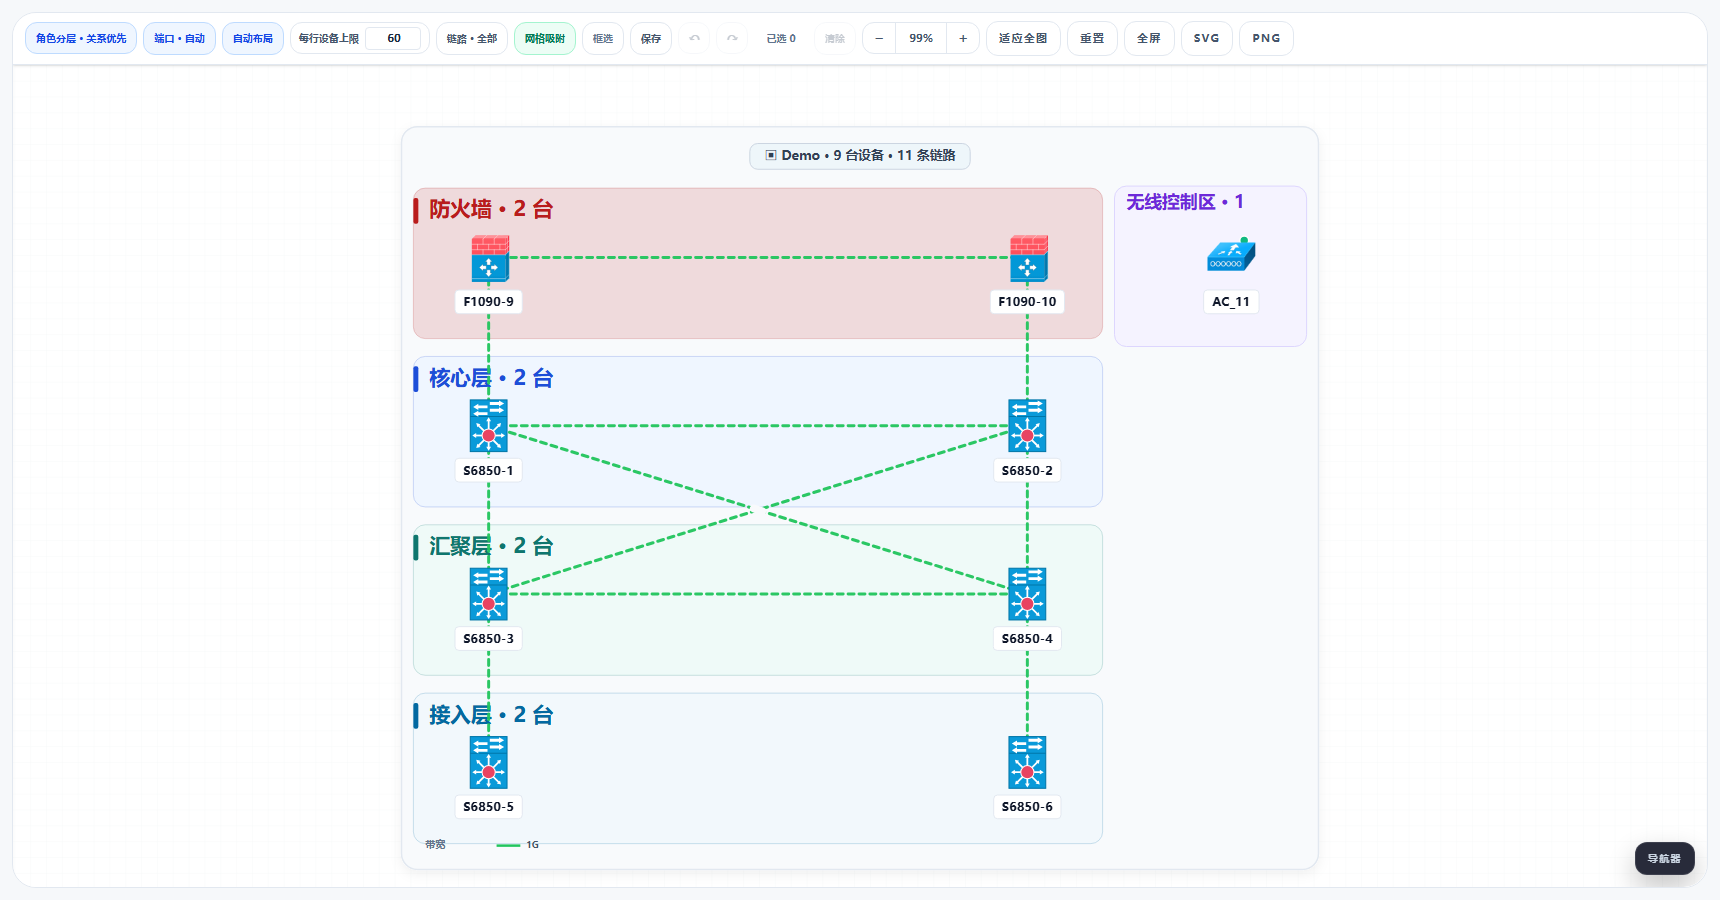 角色分层 • 关系优先 端口 • 自动 自动布局 每行设备上限 60 链路 • 全部 网格吸附 框选 保存 已选 0 清除 − 99% + 适应全图 重置 全屏 SVG PNG
Demo • 9 台设备 • 11 条链路
防火墙 • 2 台
无线控制区 • 1
F1090-9
F1090-10
AC_11
核心层 • 2 台
S6850-1
S6850-2
汇聚层 • 2 台
S6850-3
S6850-4
接入层 • 2 台
S6850-5
S6850-6
带宽 1G
导航器